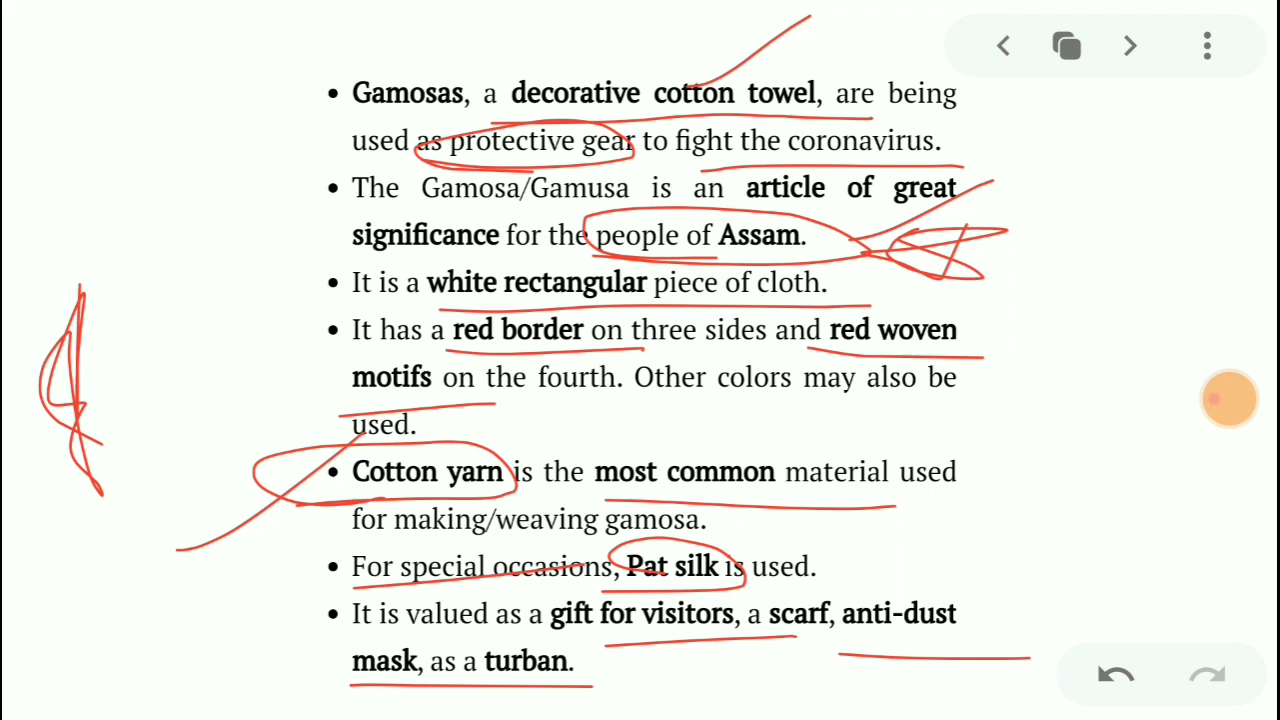 • Gamosas, a decorative cotton towel, are being
used as protective gear to fight the coronavirus.
• The Gamosa/Gamusa is an article of great
significance for the people of Assam.
• It is a white rectangular piece of cloth.
• It has a red border on three sides and red woven
motifs on the fourth. Other colors may also be
used.
• Cotton yarn is the most common material used
for making/weaving gamosa.
• For special occasions, Pat silk is used.
• It is valued as a gift for visitors, a scarf, anti-dust
mask, as a turban.